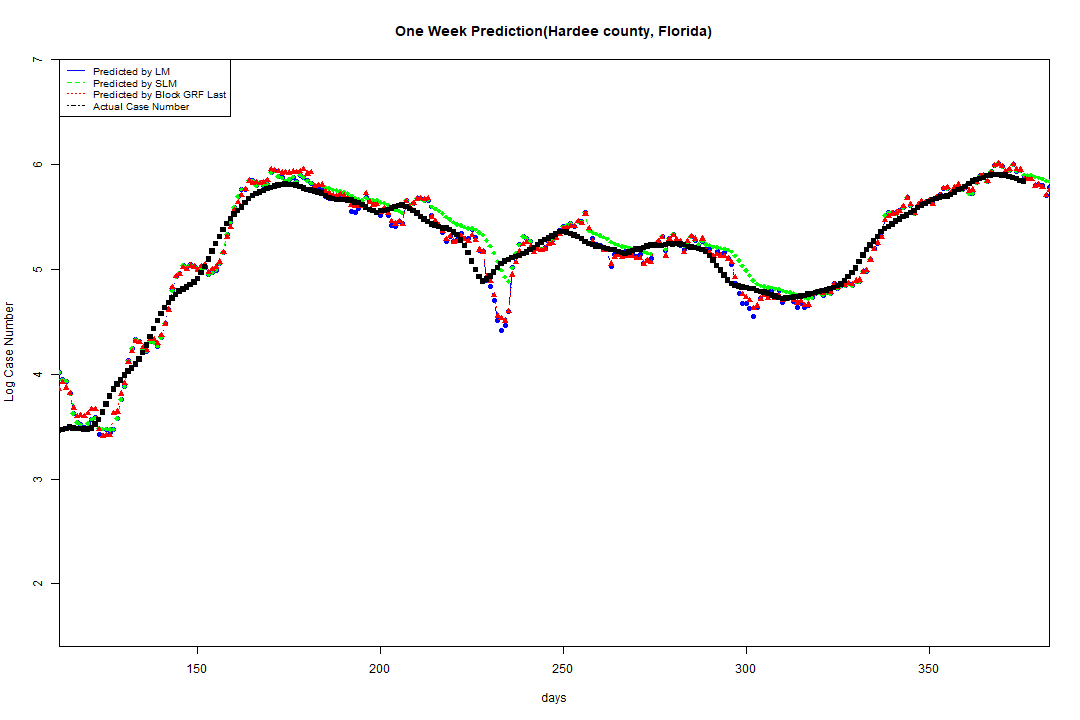 One Week Prediction(Hardee county, Florida)
Predicted by LM
Predicted by SLM
Predicted by Block GRF Last
Actual Case Number
7
6
5
4
3
2
Log Case Number
150 200 250 300 350
days